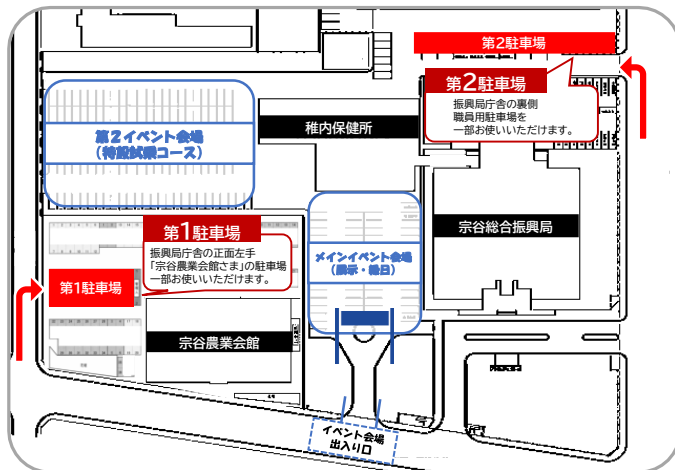 第2駐車場
第2駐車場
振興局庁舎の裏側
職員用駐車場を
一部お使いいただけます。
稚内保健所
第2イベント会場
(特設試乗コース)
宗谷総合振興局
第1駐車場
振興局庁舎の正面左手
「宗谷農業会館さま」の駐車場
一部お使いいただけます。
メインイベント会場
第1駐車場
宗谷農業会館
イベント会場
出入り口